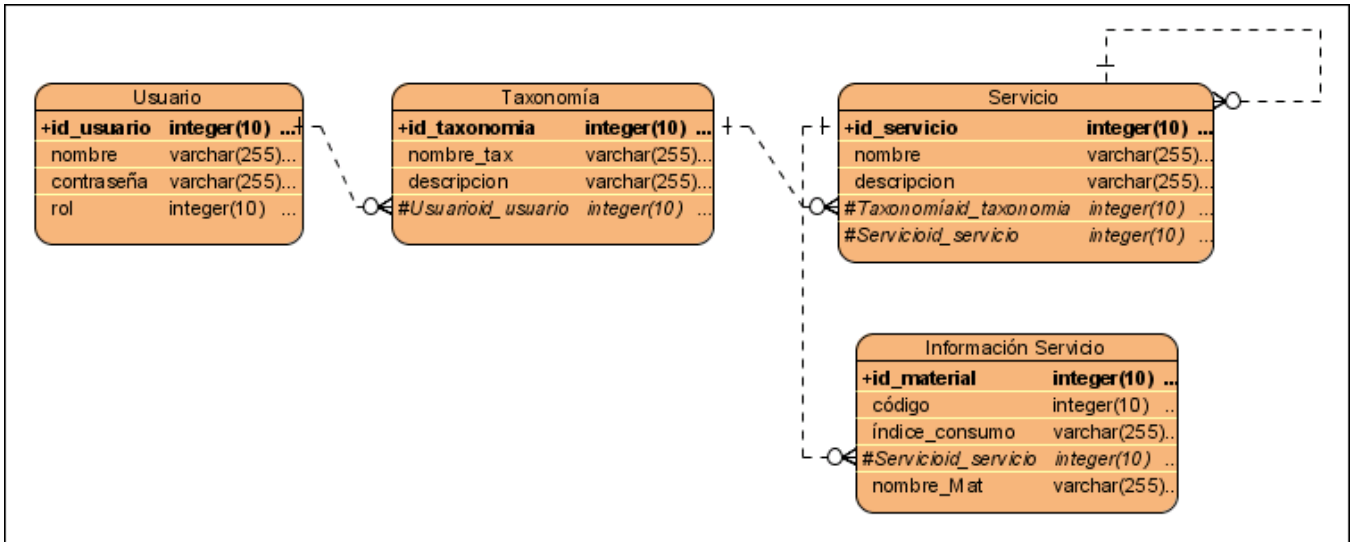 Usuario
+id_usuario integer(10) ...
nombre varchar(255)...
contraseña varchar(255)...
rol integer(10) ...
Taxonomía
+id_taxonomia integer(10) ...
nombre_tax varchar(255)...
descripcion varchar(255)...
#Usuarioid_usuario integer(10) ...
Servicio
+id_servicio integer(10) ...
nombre varchar(255)...
descripcion varchar(255)...
#Taxonomíaid_taxonomia integer(10) ...
#Servicioid_servicio integer(10) ...
Información Servicio
+id_material integer(10) ...
código integer(10) ..
índice_consumo varchar(255)..
#Servicioid_servicio integer(10) ..
nombre_Mat varchar(255)..